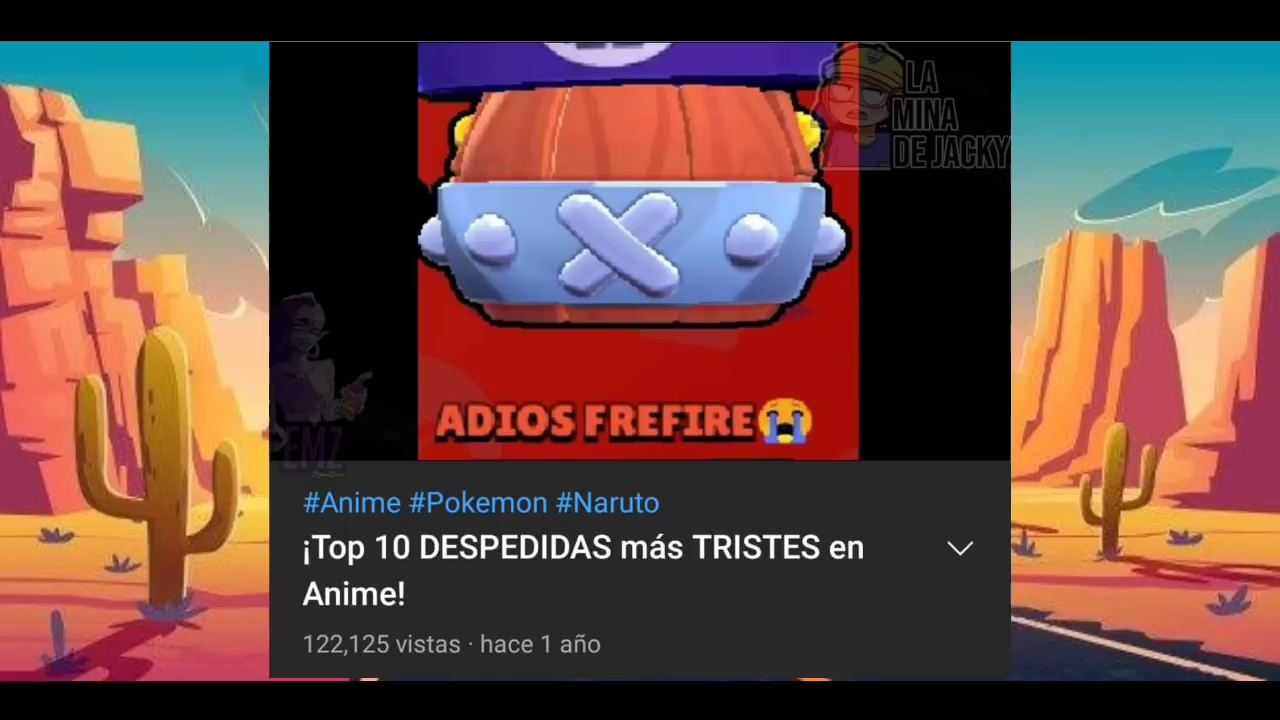 LA
MINA
DE JACKY
EMZ
ADIOS FREFIRE😭
#Anime #Pokemon #Naruto
¡Top 10 DESPEDIDAS más TRISTES en
Anime!
122,125 vistas · hace 1 año